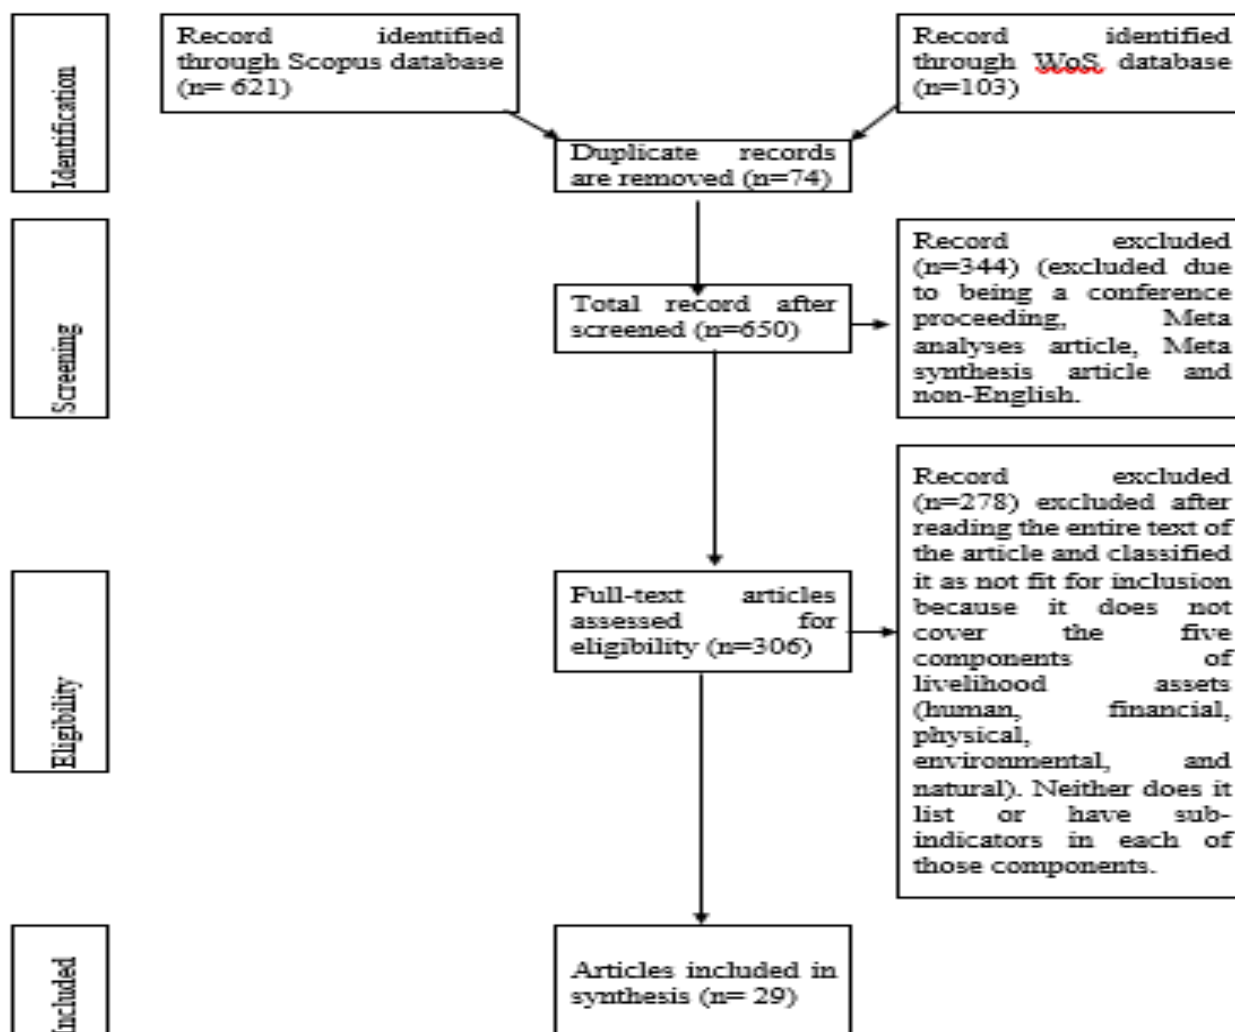 Identification
Record identified
through Scopus database
(n= 621)
Record identified
through WoS database
(n=103)
Duplicate records
are removed (n=74)
Screening
Total record after
screened (n=650)
Record excluded
(n=344) (excluded due
to being a conference
proceeding, Meta
analyses article, Meta
synthesis article and
non-English.
Eligibility
Full-text articles
assessed for
eligibility (n=306)
Record excluded
(n=278) excluded after
reading the entire text of
the article and classified
it as not fit for inclusion
because it does not
cover the five
components of
livelihood assets
(human, financial,
physical,
environmental, and
natural). Neither does it
list or have sub-
indicators in each of
those components.
Included
Articles included in
synthesis (n= 29)